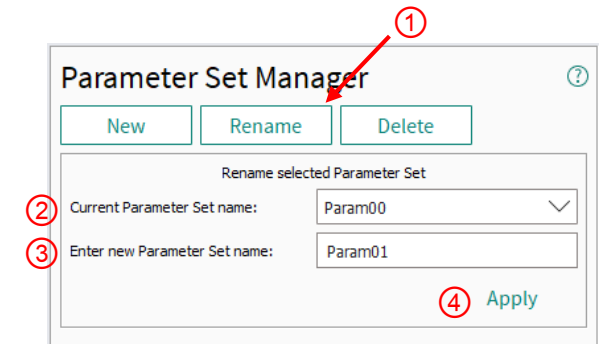 ①
Parameter Set Manager ?
New Rename Delete
Rename selected Parameter Set
② Current Parameter Set name: Param00
③ Enter new Parameter Set name: Param01
④ Apply